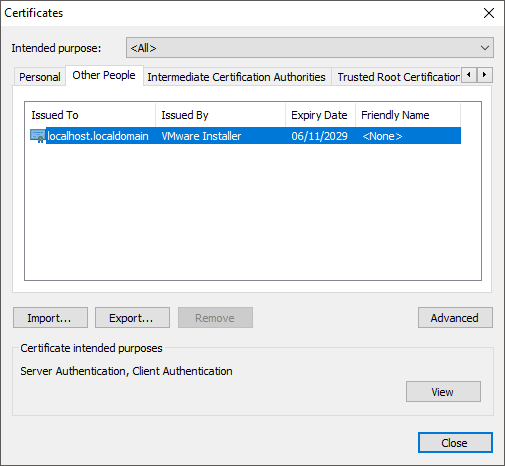 Certificates
Intended purpose: <All>
Personal Other People Intermediate Certification Authorities Trusted Root Certification
Issued To Issued By Expiry Date Friendly Name
localhost.localdomain VMware Installer 06/11/2029 <None>
Import... Export... Remove Advanced
Certificate intended purposes
Server Authentication, Client Authentication
View
Close